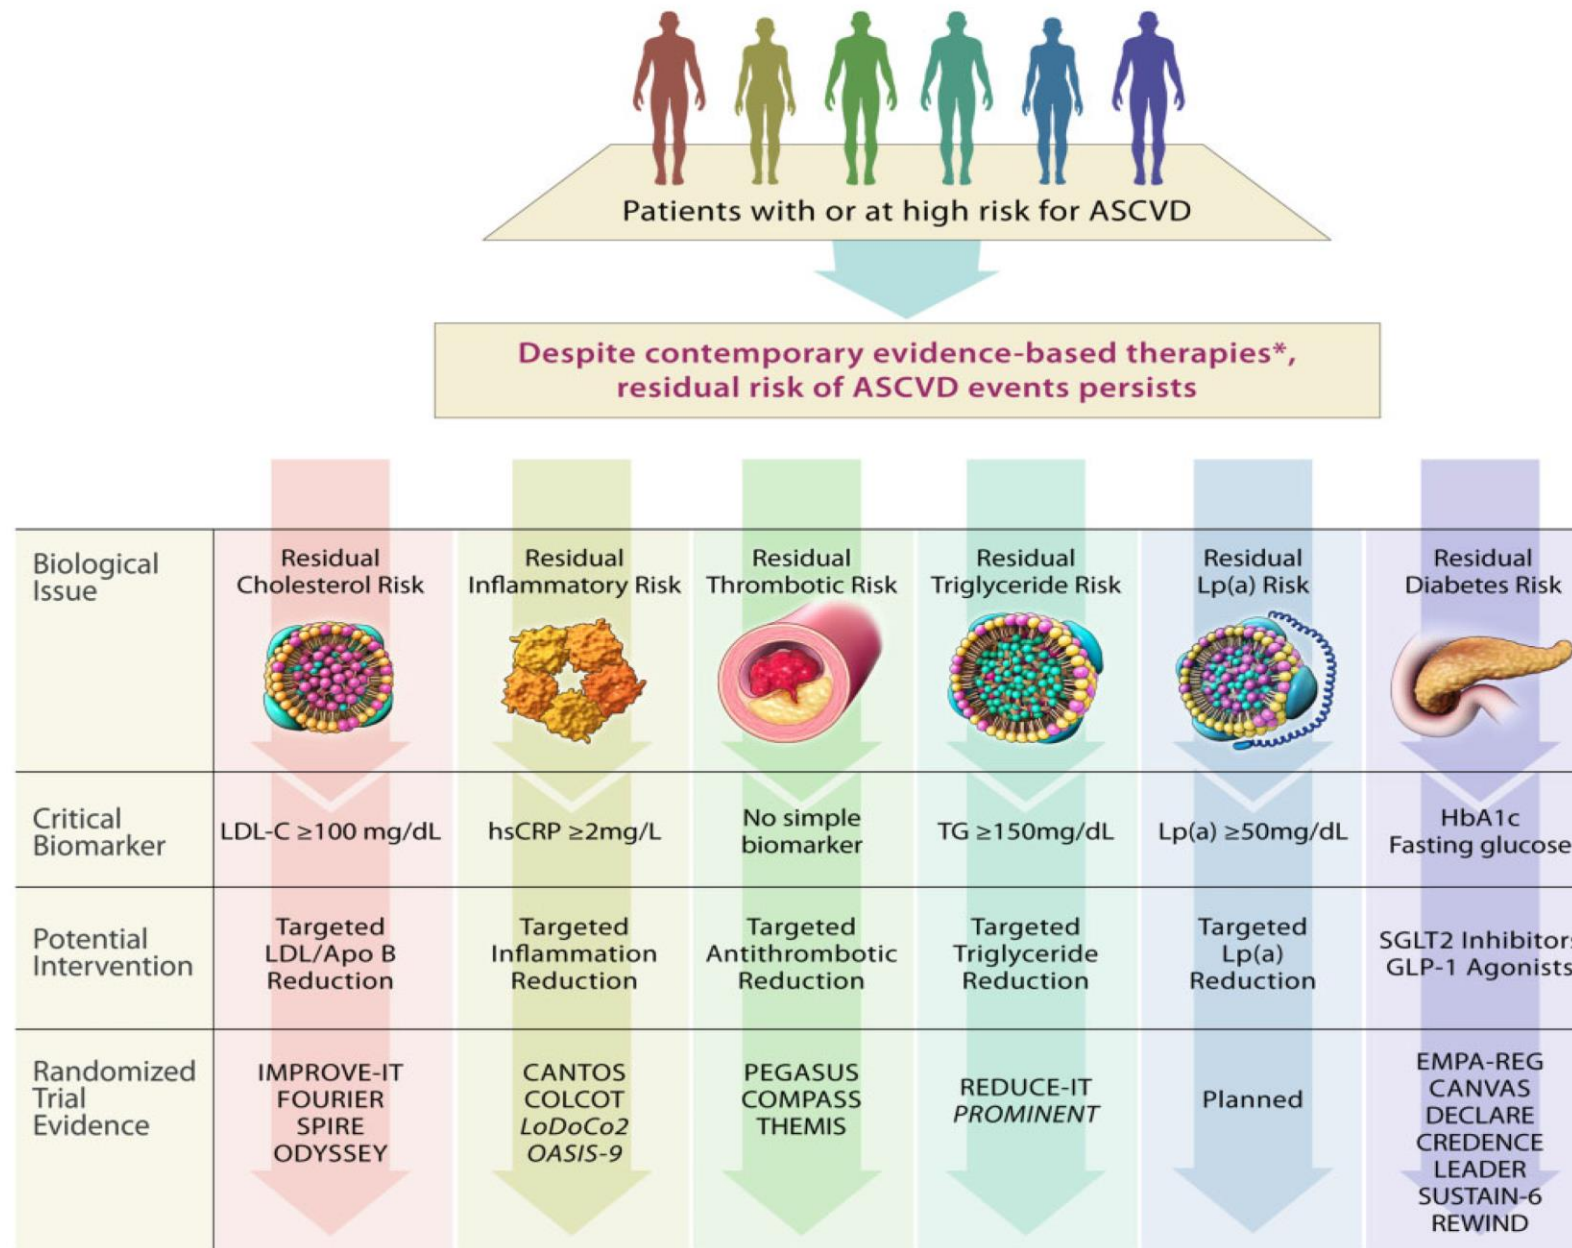 Patients with or at high risk for ASCVD
Despite contemporary evidence-based therapies*,
residual risk of ASCVD events persists
Biological
Issue
Residual
Cholesterol Risk
Residual
Inflammatory Risk
Residual
Thrombotic Risk
Residual
Triglyceride Risk
Residual
Lp(a) Risk
Residual
Diabetes Risk
Critical
Biomarker
LDL-C ≥100 mg/dL
hsCRP ≥2mg/L
No simple
biomarker
TG ≥150mg/dL
Lp(a) ≥50mg/dL
HbA1c
Fasting glucose
Potential
Intervention
Targeted
LDL/Apo B
Reduction
Targeted
Inflammation
Reduction
Targeted
Antithrombotic
Reduction
Targeted
Triglyceride
Reduction
Targeted
Lp(a)
Reduction
SGLT2 Inhibitors
GLP-1 Agonists
Randomized
Trial
Evidence
IMPROVE-IT
FOURIER
SPIRE
ODYSSEY
CANTOS
COLCOT
LoDoCo2
OASIS-9
PEGASUS
COMPASS
THEMIS
REDUCE-IT
PROMINENT
Planned
EMPA-REG
CANVAS
DECLARE
CREDENCE
LEADER
SUSTAIN-6
REWIND